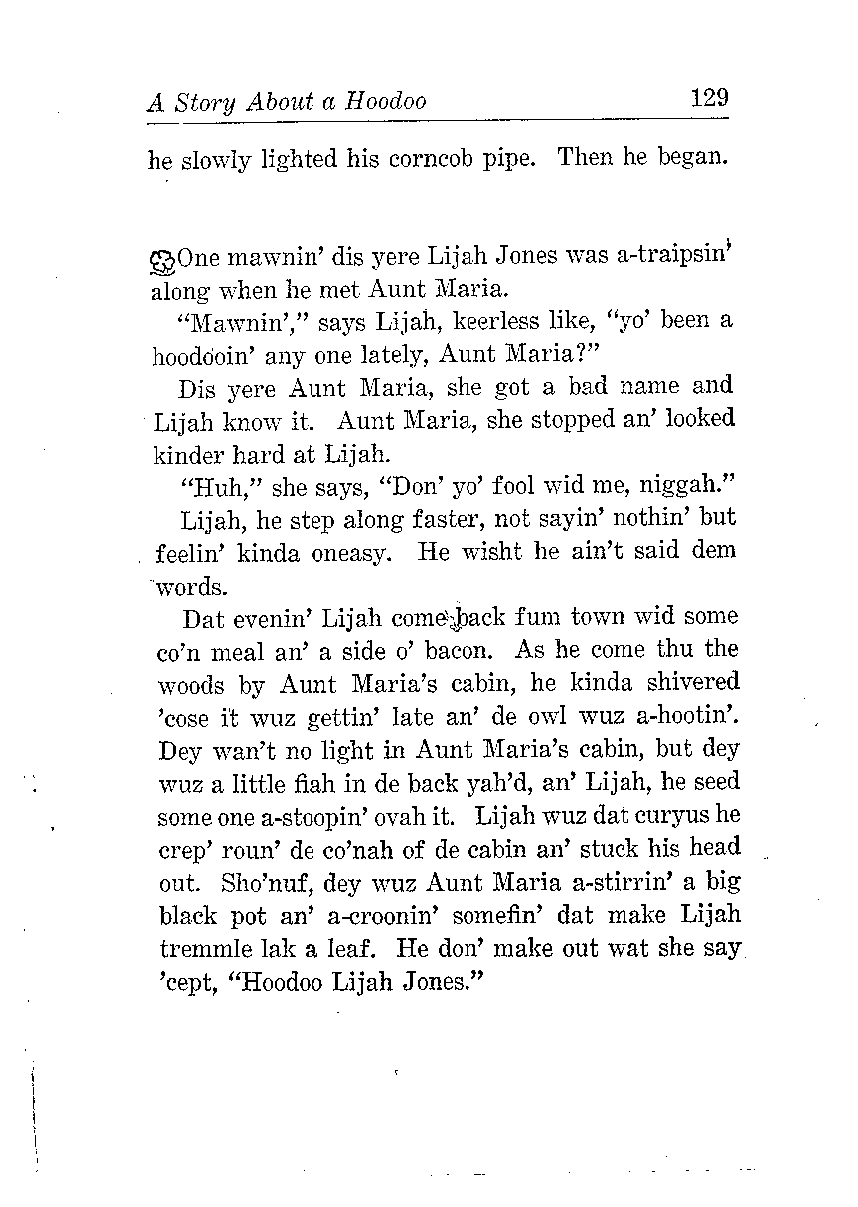 A Story About a Hoodoo 129
he slowly lighted his corncob pipe. Then he began.
One mawnin' dis yere Lijah Jones was a-traipsin'
along when he met Aunt Maria.
“Mawnin',” says Lijah, keerless like, “yo' been a
hoodooin' any one lately, Aunt Maria?”
Dis yere Aunt Maria, she got a bad name and
Lijah know it. Aunt Maria, she stopped an' looked
kinder hard at Lijah.
“Huh,” she says, “Don' yo' fool wid me, niggah.”
Lijah, he step along faster, not sayin' nothin' but
feelin' kinda oneasy. He wisht he ain't said dem
words.
Dat evenin' Lijah come back fum town wid some
co'n meal an' a side o' bacon. As he come thu the
woods by Aunt Maria's cabin, he kinda shivered
'cose it wuz gettin' late an' de owl wuz a-hootin'.
Dey wan't no light in Aunt Maria's cabin, but dey
wuz a little fiah in de back yah'd, an' Lijah, he seed
some one a-stoopin' ovah it. Lijah wuz dat curyus he
crep' roun' de co'nah of de cabin an' stuck his head
out. Sho'nuf, dey wuz Aunt Maria a-stirrin' a big
black pot an' a-croonin' somefin' dat make Lijah
tremmle lak a leaf. He don' make out wat she say
'cept, “Hoodoo Lijah Jones.”